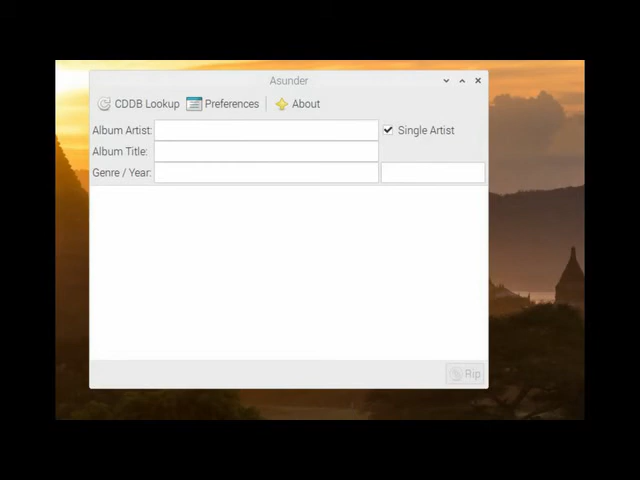 Asunder
CDDB Lookup Preferences About
Album Artist: Single Artist
Album Title:
Genre / Year:
Rip